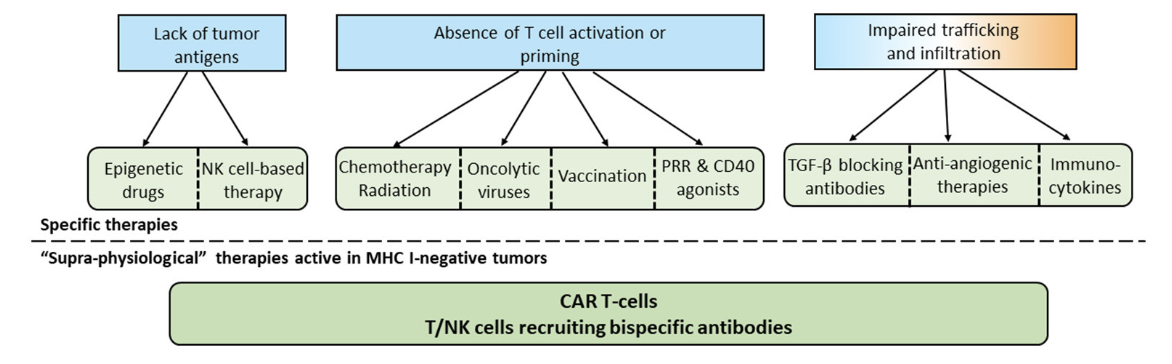 Lack of tumor
antigens
Absence of T cell activation or
priming
Impaired trafficking
and infiltration
Epigenetic
drugs
NK cell-based
therapy
Chemotherapy
Radiation
Oncolytic
viruses
Vaccination
PRR & CD40
agonists
TGF-β blocking
antibodies
Anti-angiogenic
therapies
Immuno-
cytokines
Specific therapies
“Supra-physiological” therapies active in MHC I-negative tumors
CAR T-cells
T/NK cells recruiting bispecific antibodies